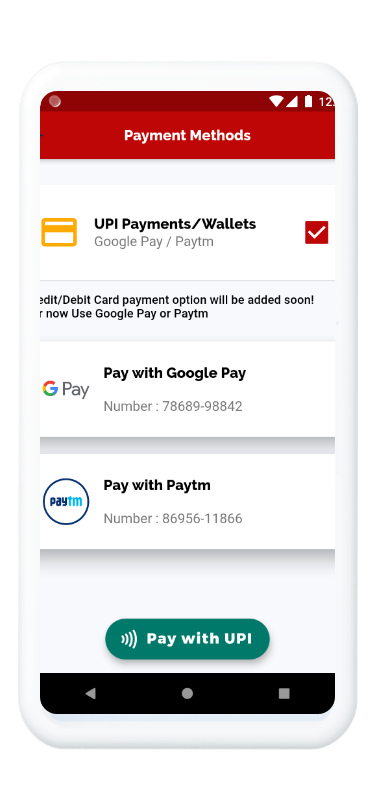 12:
Payment Methods
UPI Payments/Wallets
Google Pay / Paytm
edit/Debit Card payment option will be added soon!
r now Use Google Pay or Paytm
G Pay
Pay with Google Pay
Number : 78689-98842
paytm
Pay with Paytm
Number : 86956-11866
Pay with UPI